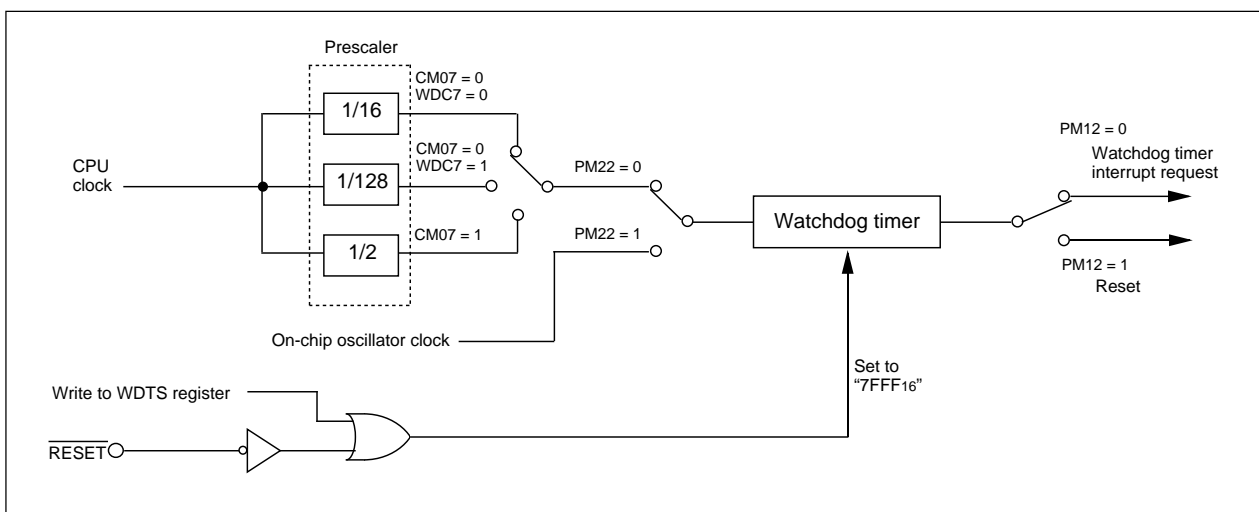 Prescaler
CM07 = 0
WDC7 = 0
1/16
CPU
clock
CM07 = 0
WDC7 = 1
1/128
PM22 = 0
CM07 = 1
1/2
PM22 = 1
On-chip oscillator clock
Watchdog timer
PM12 = 0
Watchdog timer
interrupt request
PM12 = 1
Reset
Set to
“7FFF16”
Write to WDTS register
RESET